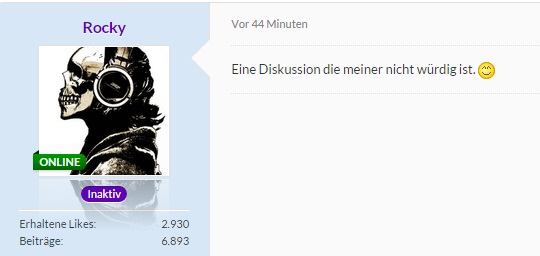 Rocky
ONLINE
Inaktiv
Erhaltene Likes: 2.930
Beiträge: 6.893
Vor 44 Minuten
Eine Diskussion die meiner nicht würdig ist.